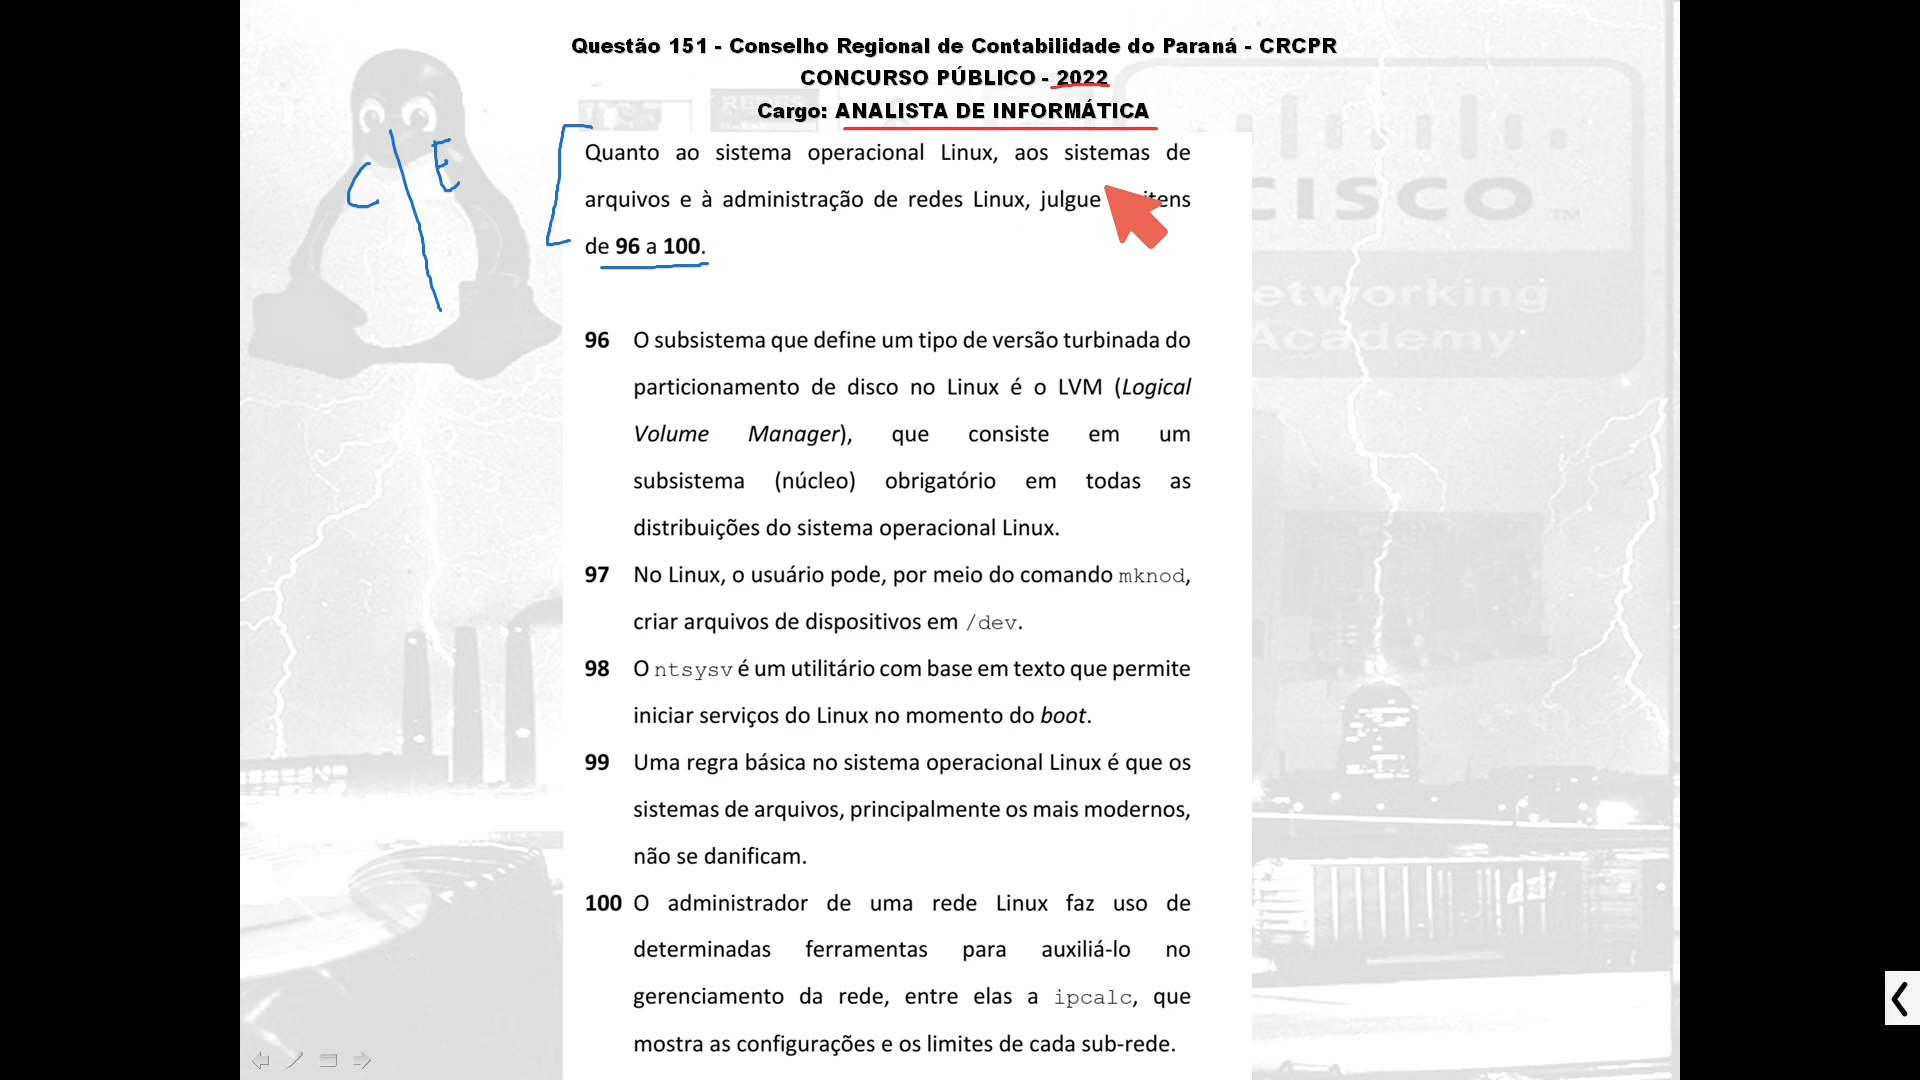 Questão 151 - Conselho Regional de Contabilidade do Paraná - CRCPR
CONCURSO PÚBLICO - 2022
Cargo: ANALISTA DE INFORMÁTICA
C E
Quanto ao sistema operacional Linux, aos sistemas de
arquivos e à administração de redes Linux, julgue itens
de 96 a 100.
CISCO TM
Networking
Academy
96 O subsistema que define um tipo de versão turbinada do
particionamento de disco no Linux é o LVM (Logical
Volume Manager), que consiste em um
subsistema (núcleo) obrigatório em todas as
distribuições do sistema operacional Linux.
97 No Linux, o usuário pode, por meio do comando mknod,
criar arquivos de dispositivos em /dev.
98 O ntsysv é um utilitário com base em texto que permite
iniciar serviços do Linux no momento do boot.
99 Uma regra básica no sistema operacional Linux é que os
sistemas de arquivos, principalmente os mais modernos,
não se danificam.
100 O administrador de uma rede Linux faz uso de
determinadas ferramentas para auxiliá-lo no
gerenciamento da rede, entre elas a ipcalc, que
mostra as configurações e os limites de cada sub-rede.